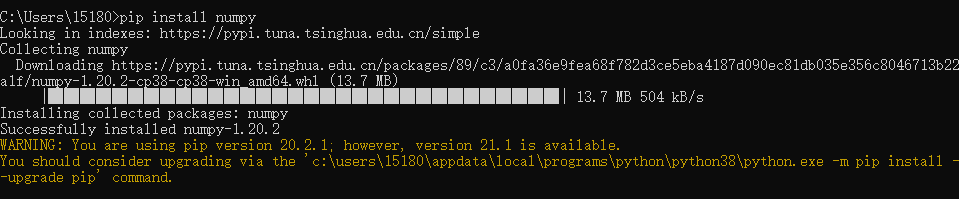 C:\Users\15180>pip install numpy
Looking in indexes: https://pypi.tuna.tsinghua.edu.cn/simple
Collecting numpy
Downloading https://pypi.tuna.tsinghua.edu.cn/packages/89/c3/a0fa36e9fea68f782d3ce5eba4187d090ec81db035e356c8046713b22
alf/numpy-1.20.2-cp38-cp38-win_amd64.whl (13.7 MB)
13.7 MB 504 kB/s
Installing collected packages: numpy
Successfully installed numpy-1.20.2
WARNING: You are using pip version 20.2.1; however, version 21.1 is available.
You should consider upgrading via the 'c:\users\15180\appdata\local\programs\python\python38\python.exe -m pip install -
-upgrade pip' command.